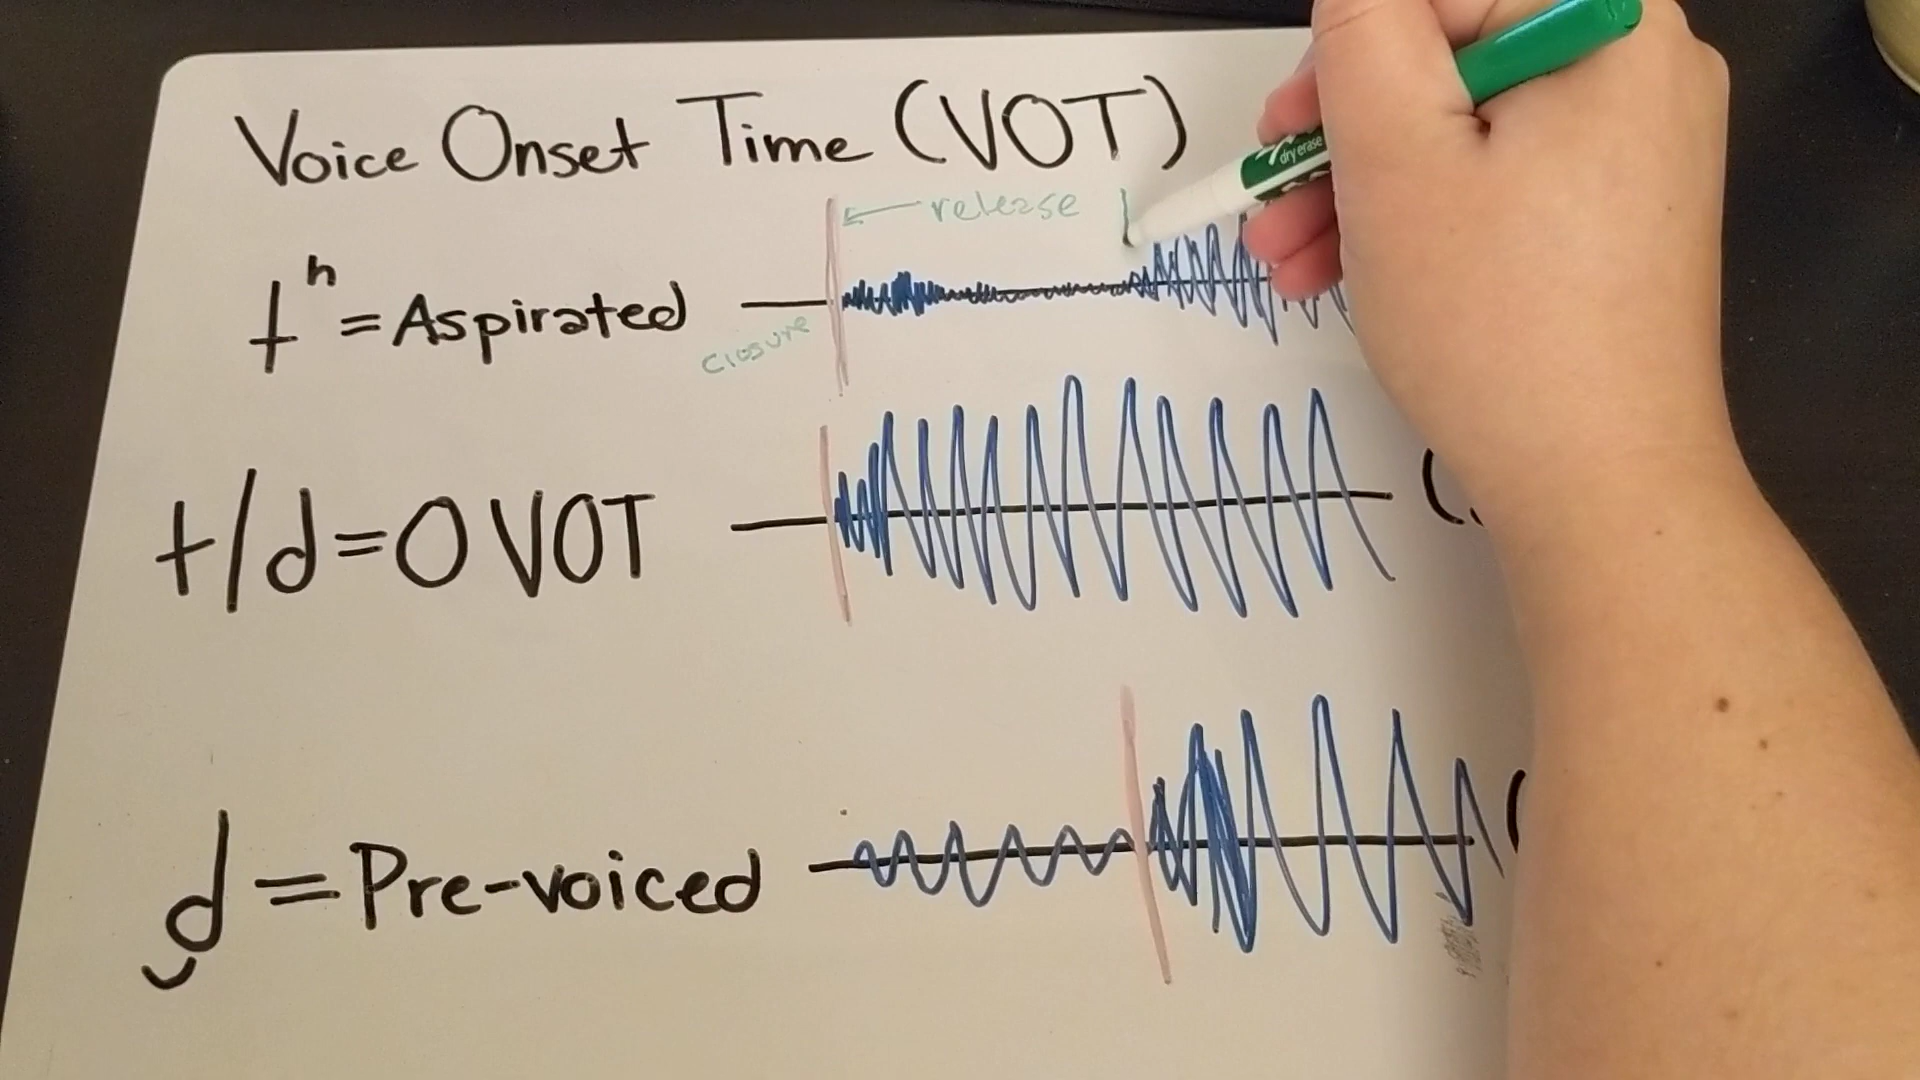 Voice Onset Time (VOT)
release
tʰ = Aspirated
closure
t/d = 0 VOT
(
d̬ = Pre-voiced
(
dry erase